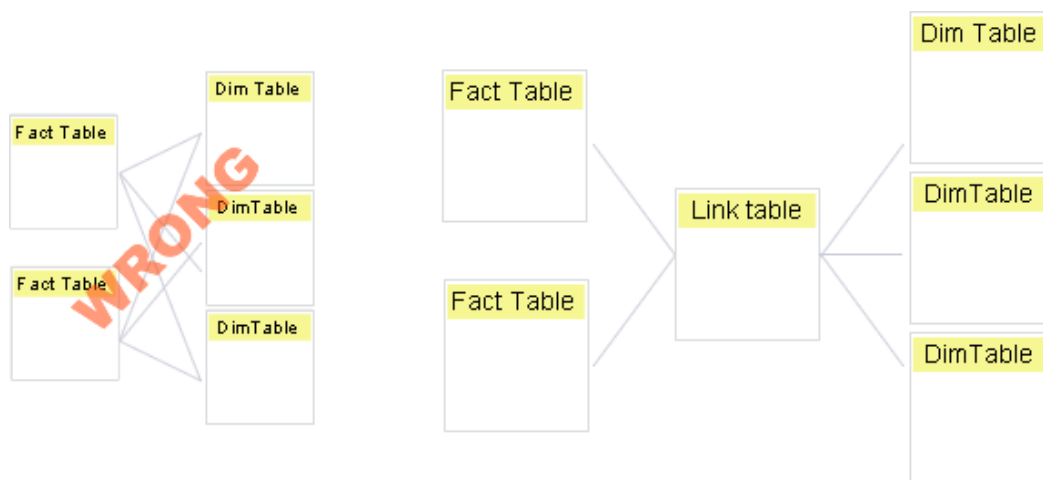 Fact Table
Fact Table
Dim Table
DimTable
DimTable
WRONG
Fact Table
Fact Table
Link table
Dim Table
DimTable
DimTable